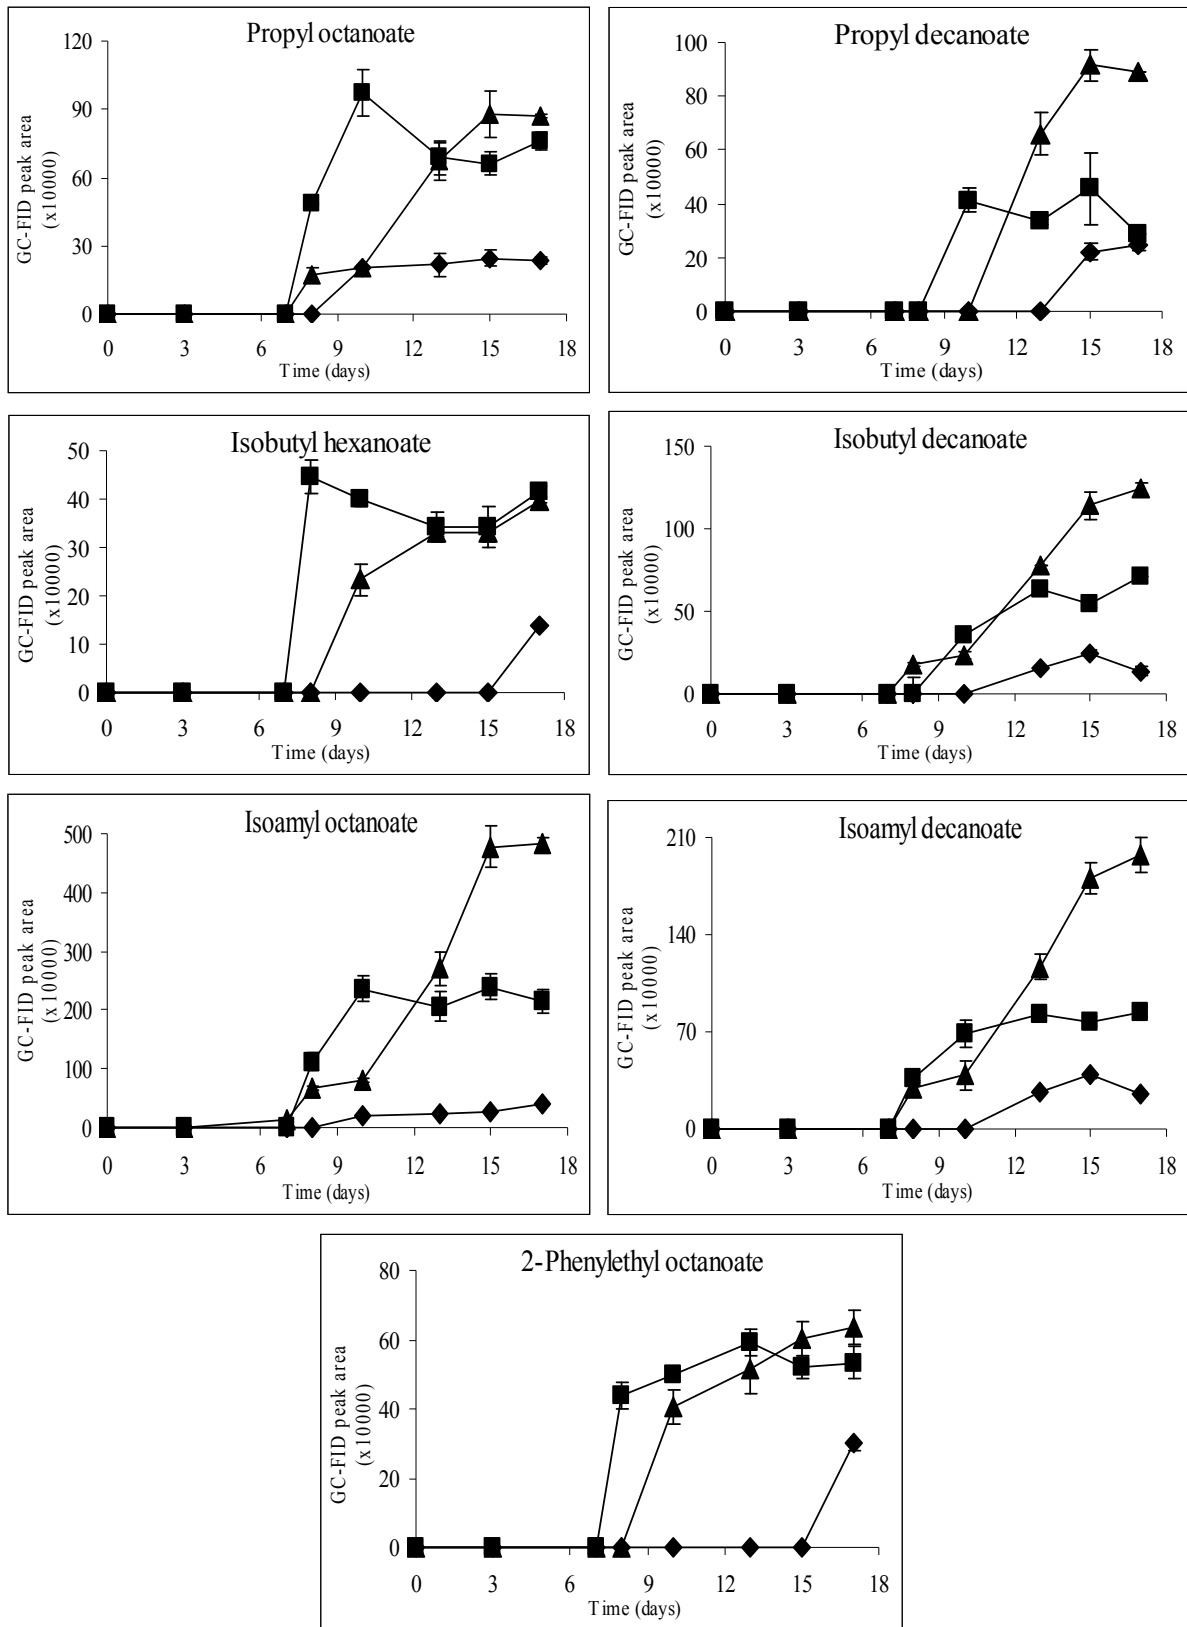 Propyl octanoate
GC-FID peak area
(x10000)
120
90
60
30
0
0 3 6 9 12 15 18
Time (days)
Propyl decanoate
GC-FID peak area
(x10000)
100
80
60
40
20
0
0 3 6 9 12 15 18
Time (days)
Isobutyl hexanoate
GC-FID peak area
(x10000)
50
40
30
20
10
0
0 3 6 9 12 15 18
Time (days)
Isobutyl decanoate
GC-FID peak area
(x10000)
150
100
50
0
0 3 6 9 12 15 18
Time (days)
Isoamyl octanoate
GC-FID peak area
(x10000)
500
400
300
200
100
0
0 3 6 9 12 15 18
Time (days)
Isoamyl decanoate
GC-FID peak area
(x10000)
210
140
70
0
0 3 6 9 12 15 18
Time (days)
2-Phenylethyl octanoate
GC-FID peak area
(x10000)
80
60
40
20
0
0 3 6 9 12 15 18
Time (days)